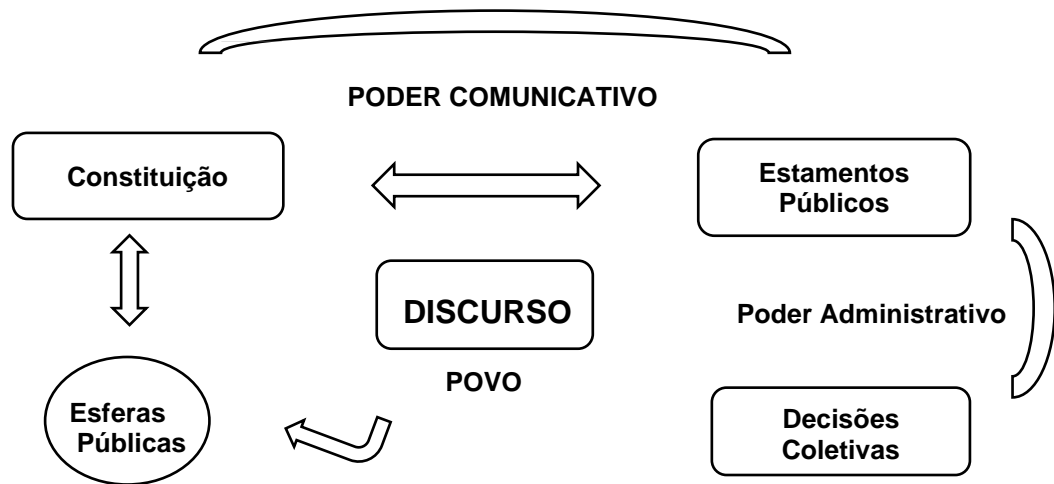 PODER COMUNICATIVO
Constituição
Estamentos
Públicos
DISCURSO
Poder Administrativo
POVO
Esferas
Públicas
Decisões
Coletivas